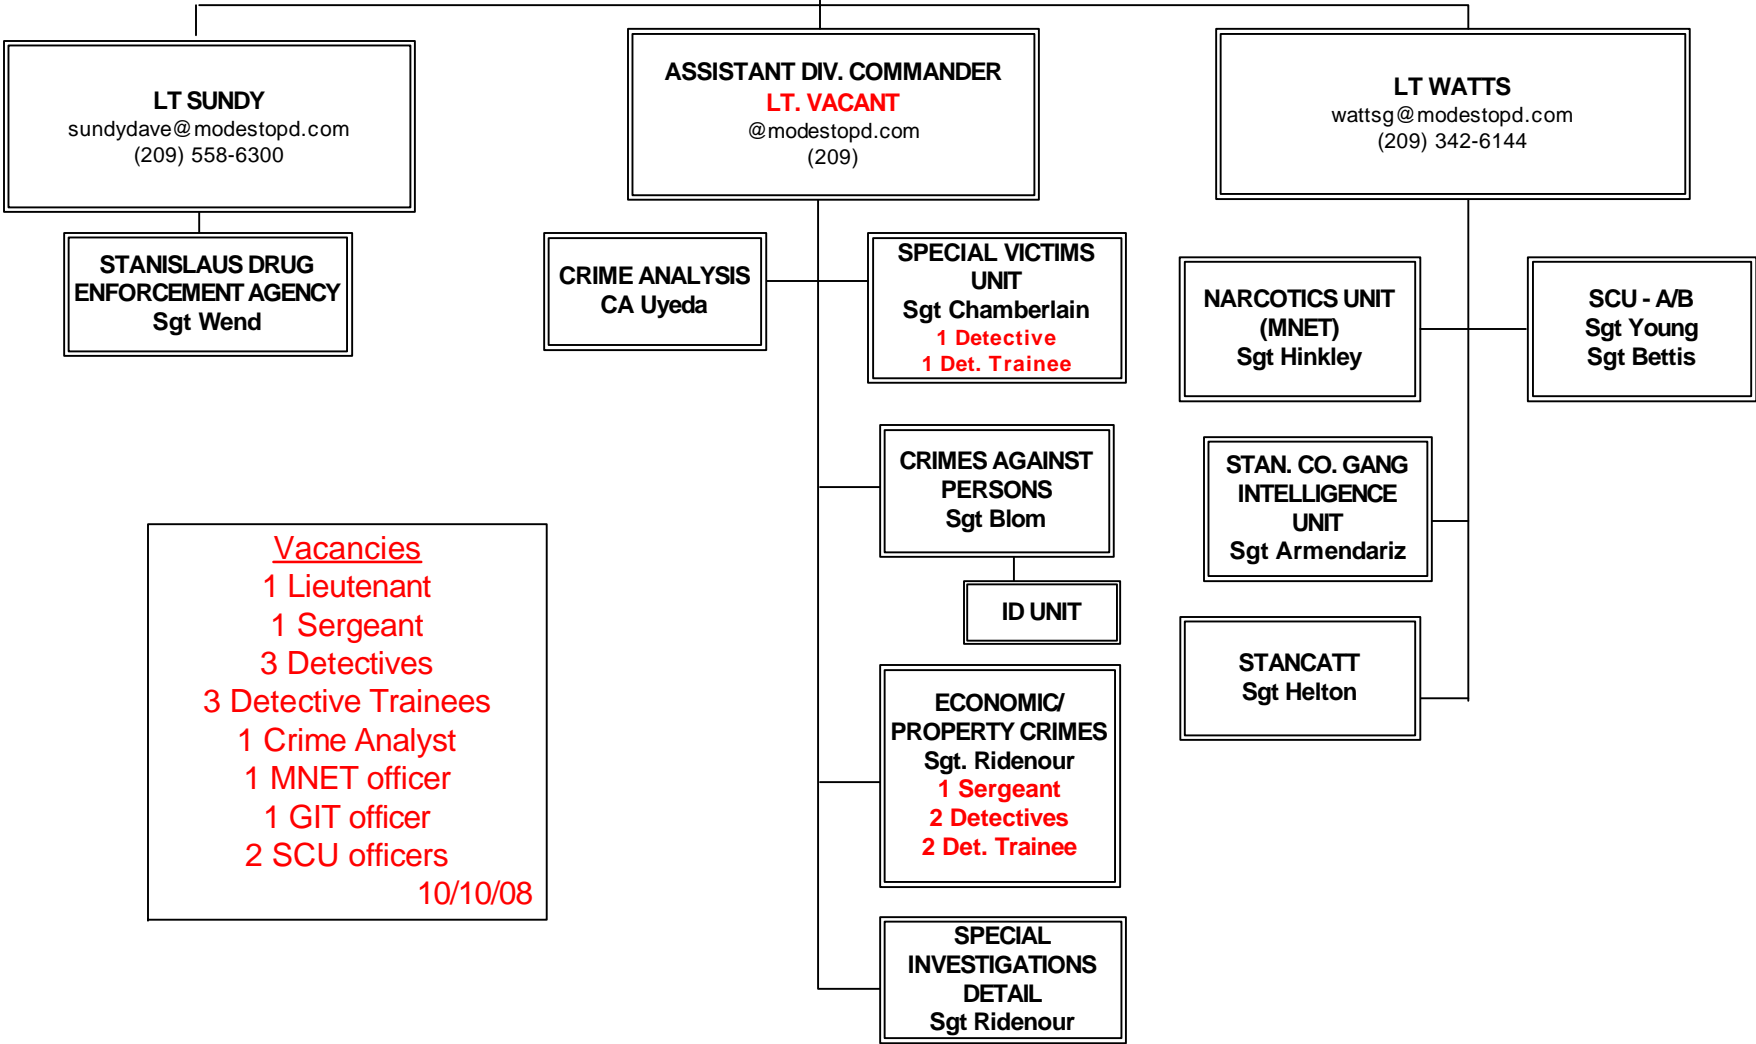 LT SUNDY
sundydave@modestopd.com
(209) 558-6300
ASSISTANT DIV. COMMANDER
LT. VACANT
@modestopd.com
(209)
LT WATTS
wattsg@modestopd.com
(209) 342-6144
STANISLAUS DRUG
ENFORCEMENT AGENCY
Sgt Wend
CRIME ANALYSIS
CA Uyeda
SPECIAL VICTIMS
UNIT
Sgt Chamberlain
1 Detective
1 Det. Trainee
NARCOTICS UNIT
(MNET)
Sgt Hinkley
SCU - A/B
Sgt Young
Sgt Bettis
CRIMES AGAINST
PERSONS
Sgt Blom
STAN. CO. GANG
INTELLIGENCE
UNIT
Sgt Armendariz
ID UNIT
Vacancies
1 Lieutenant
1 Sergeant
3 Detectives
3 Detective Trainees
1 Crime Analyst
1 MNET officer
1 GIT officer
2 SCU officers
10/10/08
ECONOMIC/
PROPERTY CRIMES
Sgt. Ridenour
1 Sergeant
2 Detectives
2 Det. Trainee
STANCATT
Sgt Helton
SPECIAL
INVESTIGATIONS
DETAIL
Sgt Ridenour